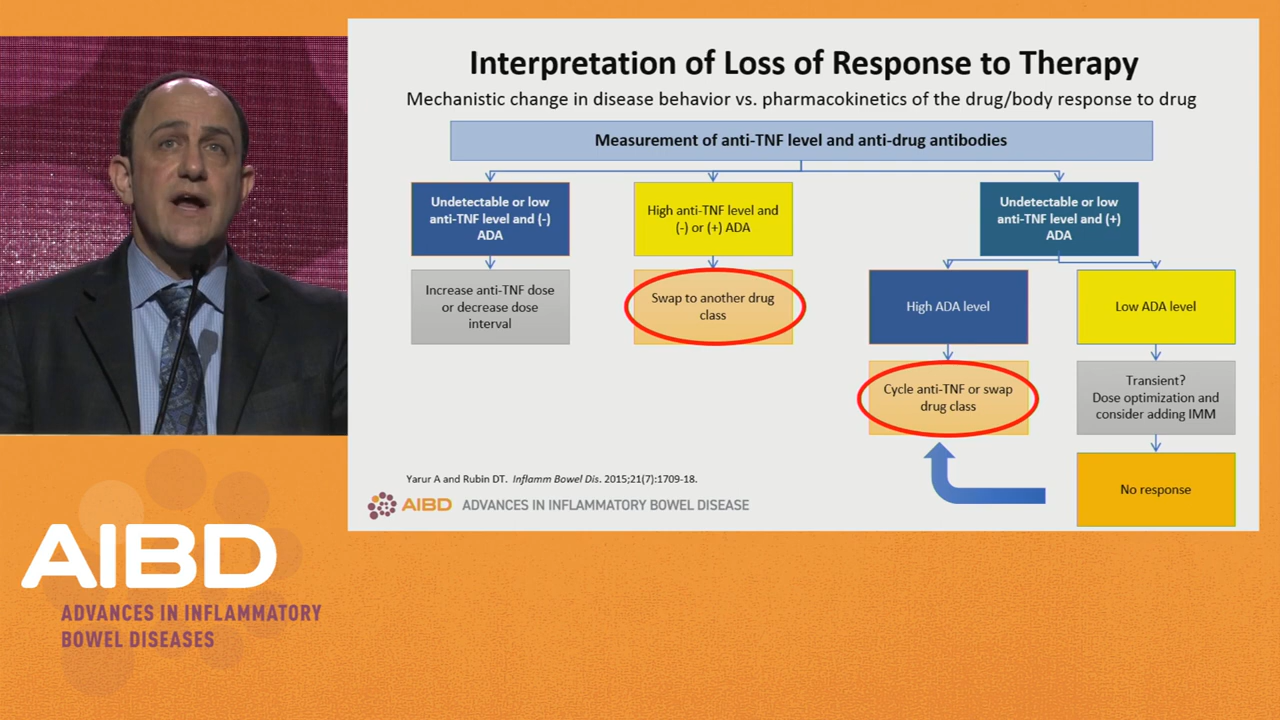 Interpretation of Loss of Response to Therapy
Mechanistic change in disease behavior vs. pharmacokinetics of the drug/body response to drug
Measurement of anti-TNF level and anti-drug antibodies
Undetectable or low
anti-TNF level and (-)
ADA
High anti-TNF level and
(-) or (+) ADA
Undetectable or low
anti-TNF level and (+)
ADA
Increase anti-TNF dose
or decrease dose
interval
Swap to another drug
class
High ADA level
Low ADA level
Cycle anti-TNF or swap
drug class
Transient?
Dose optimization and
consider adding IMM
No response
Yarur A and Rubin DT. Inflamm Bowel Dis. 2015;21(7):1709-18.
AIBD ADVANCES IN INFLAMMATORY BOWEL DISEASE
AIBD
ADVANCES IN INFLAMMATORY
BOWEL DISEASES